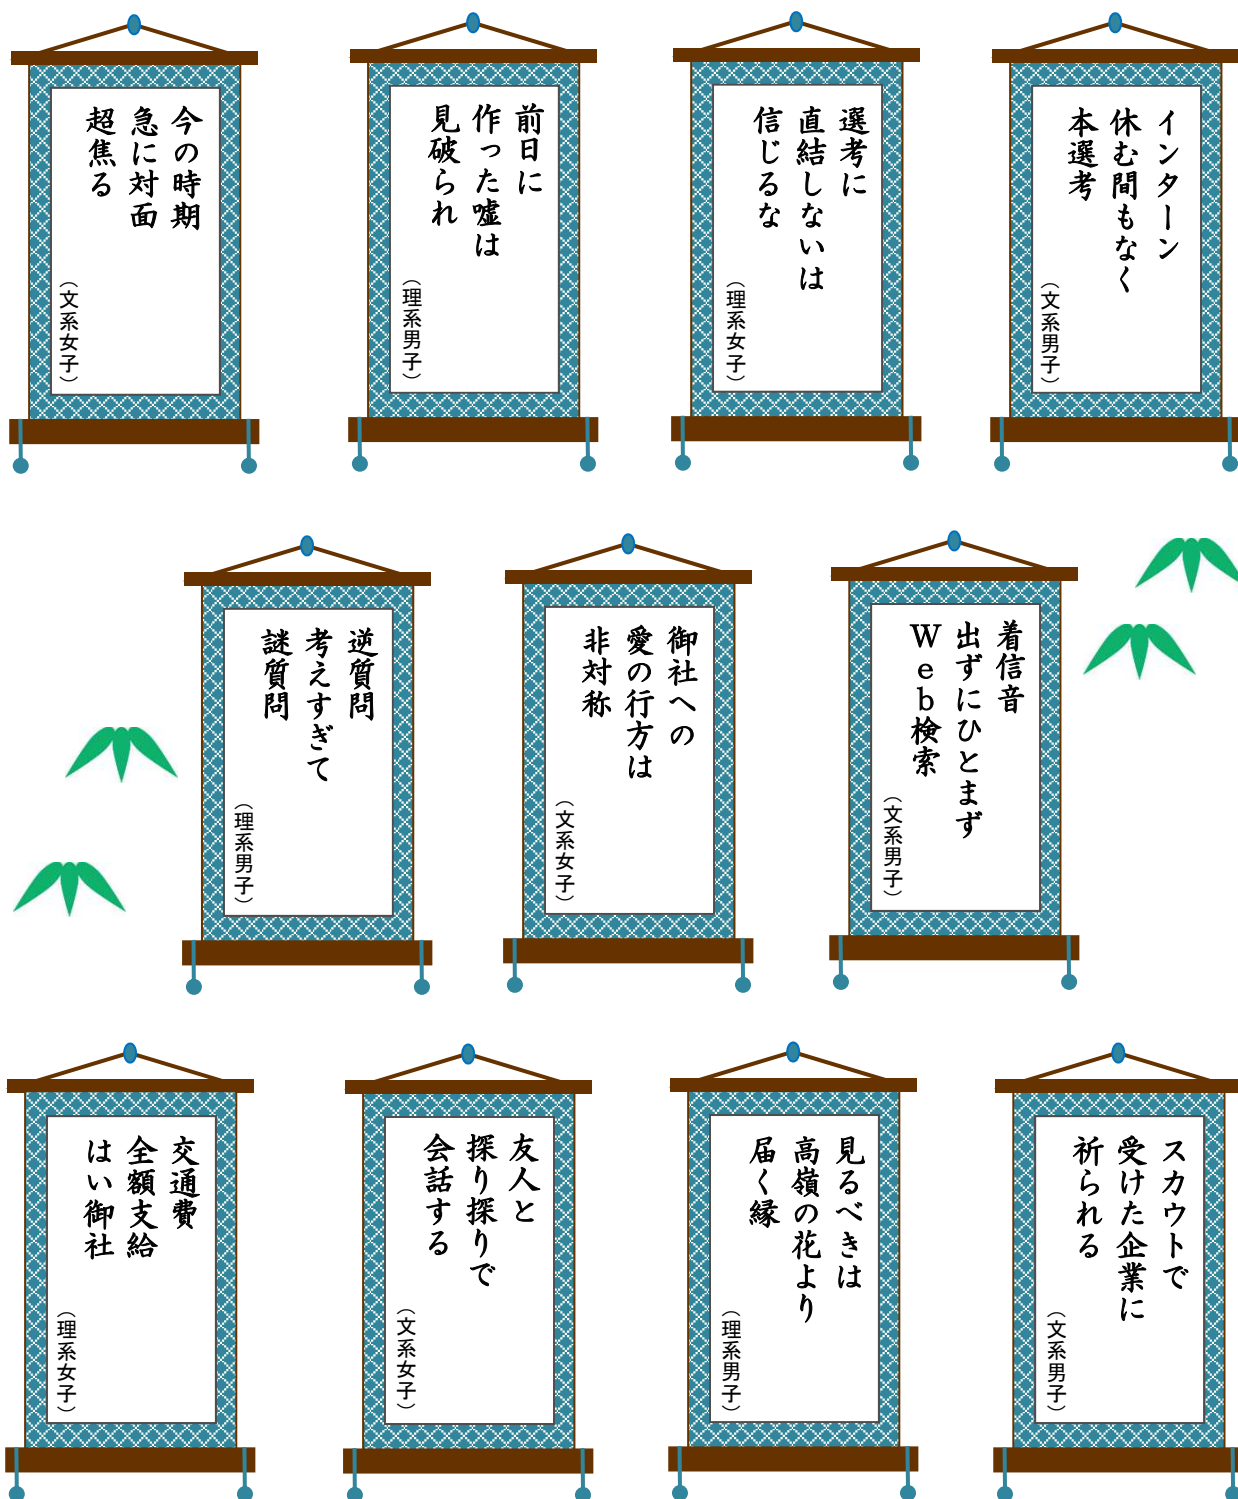 インターン
休む間もなく
本選考
（文系男子）
選考に
直結しないは
信じるな
（理系女子）
前日に
作った嘘は
見破られ
（理系男子）
今の時期
急に対面
超焦る
（文系女子）
着信音
出ずにひとまず
Web検索
（文系男子）
御社への
愛の行方は
非対称
（文系女子）
逆質問
考えすぎて
謎質問
（理系男子）
スカウトで
受けた企業に
祈られる
（文系男子）
見るべきは
高嶺の花より
届く縁
（理系男子）
友人と
探り探りで
会話する
（文系女子）
交通費
全額支給
はい御社
（理系女子）